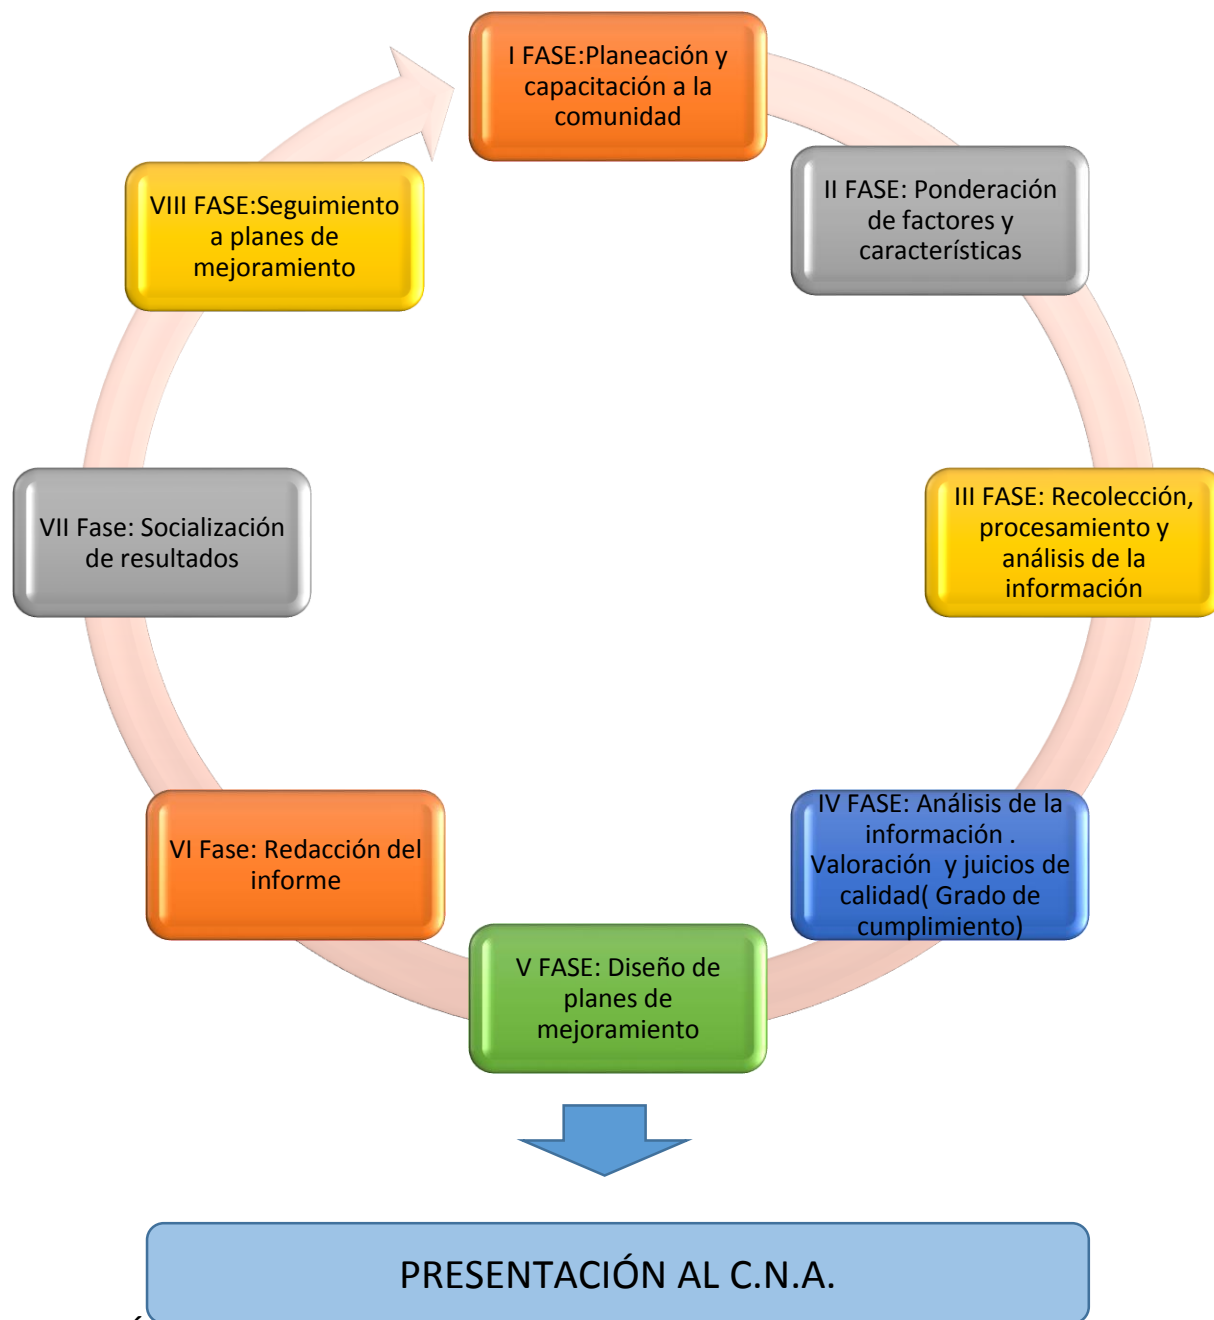 I FASE:Planeación y
capacitación a la
comunidad
II FASE: Ponderación
de factores y
características
III FASE: Recolección,
procesamiento y
análisis de la
información
IV FASE: Análisis de la
información .
Valoración  y juicios de
calidad( Grado de
cumplimiento)
V FASE: Diseño de
planes de
mejoramiento
VI Fase: Redacción del
informe
VII Fase: Socialización
de resultados
VIII FASE:Seguimiento
a planes de
mejoramiento
PRESENTACIÓN AL C.N.A.